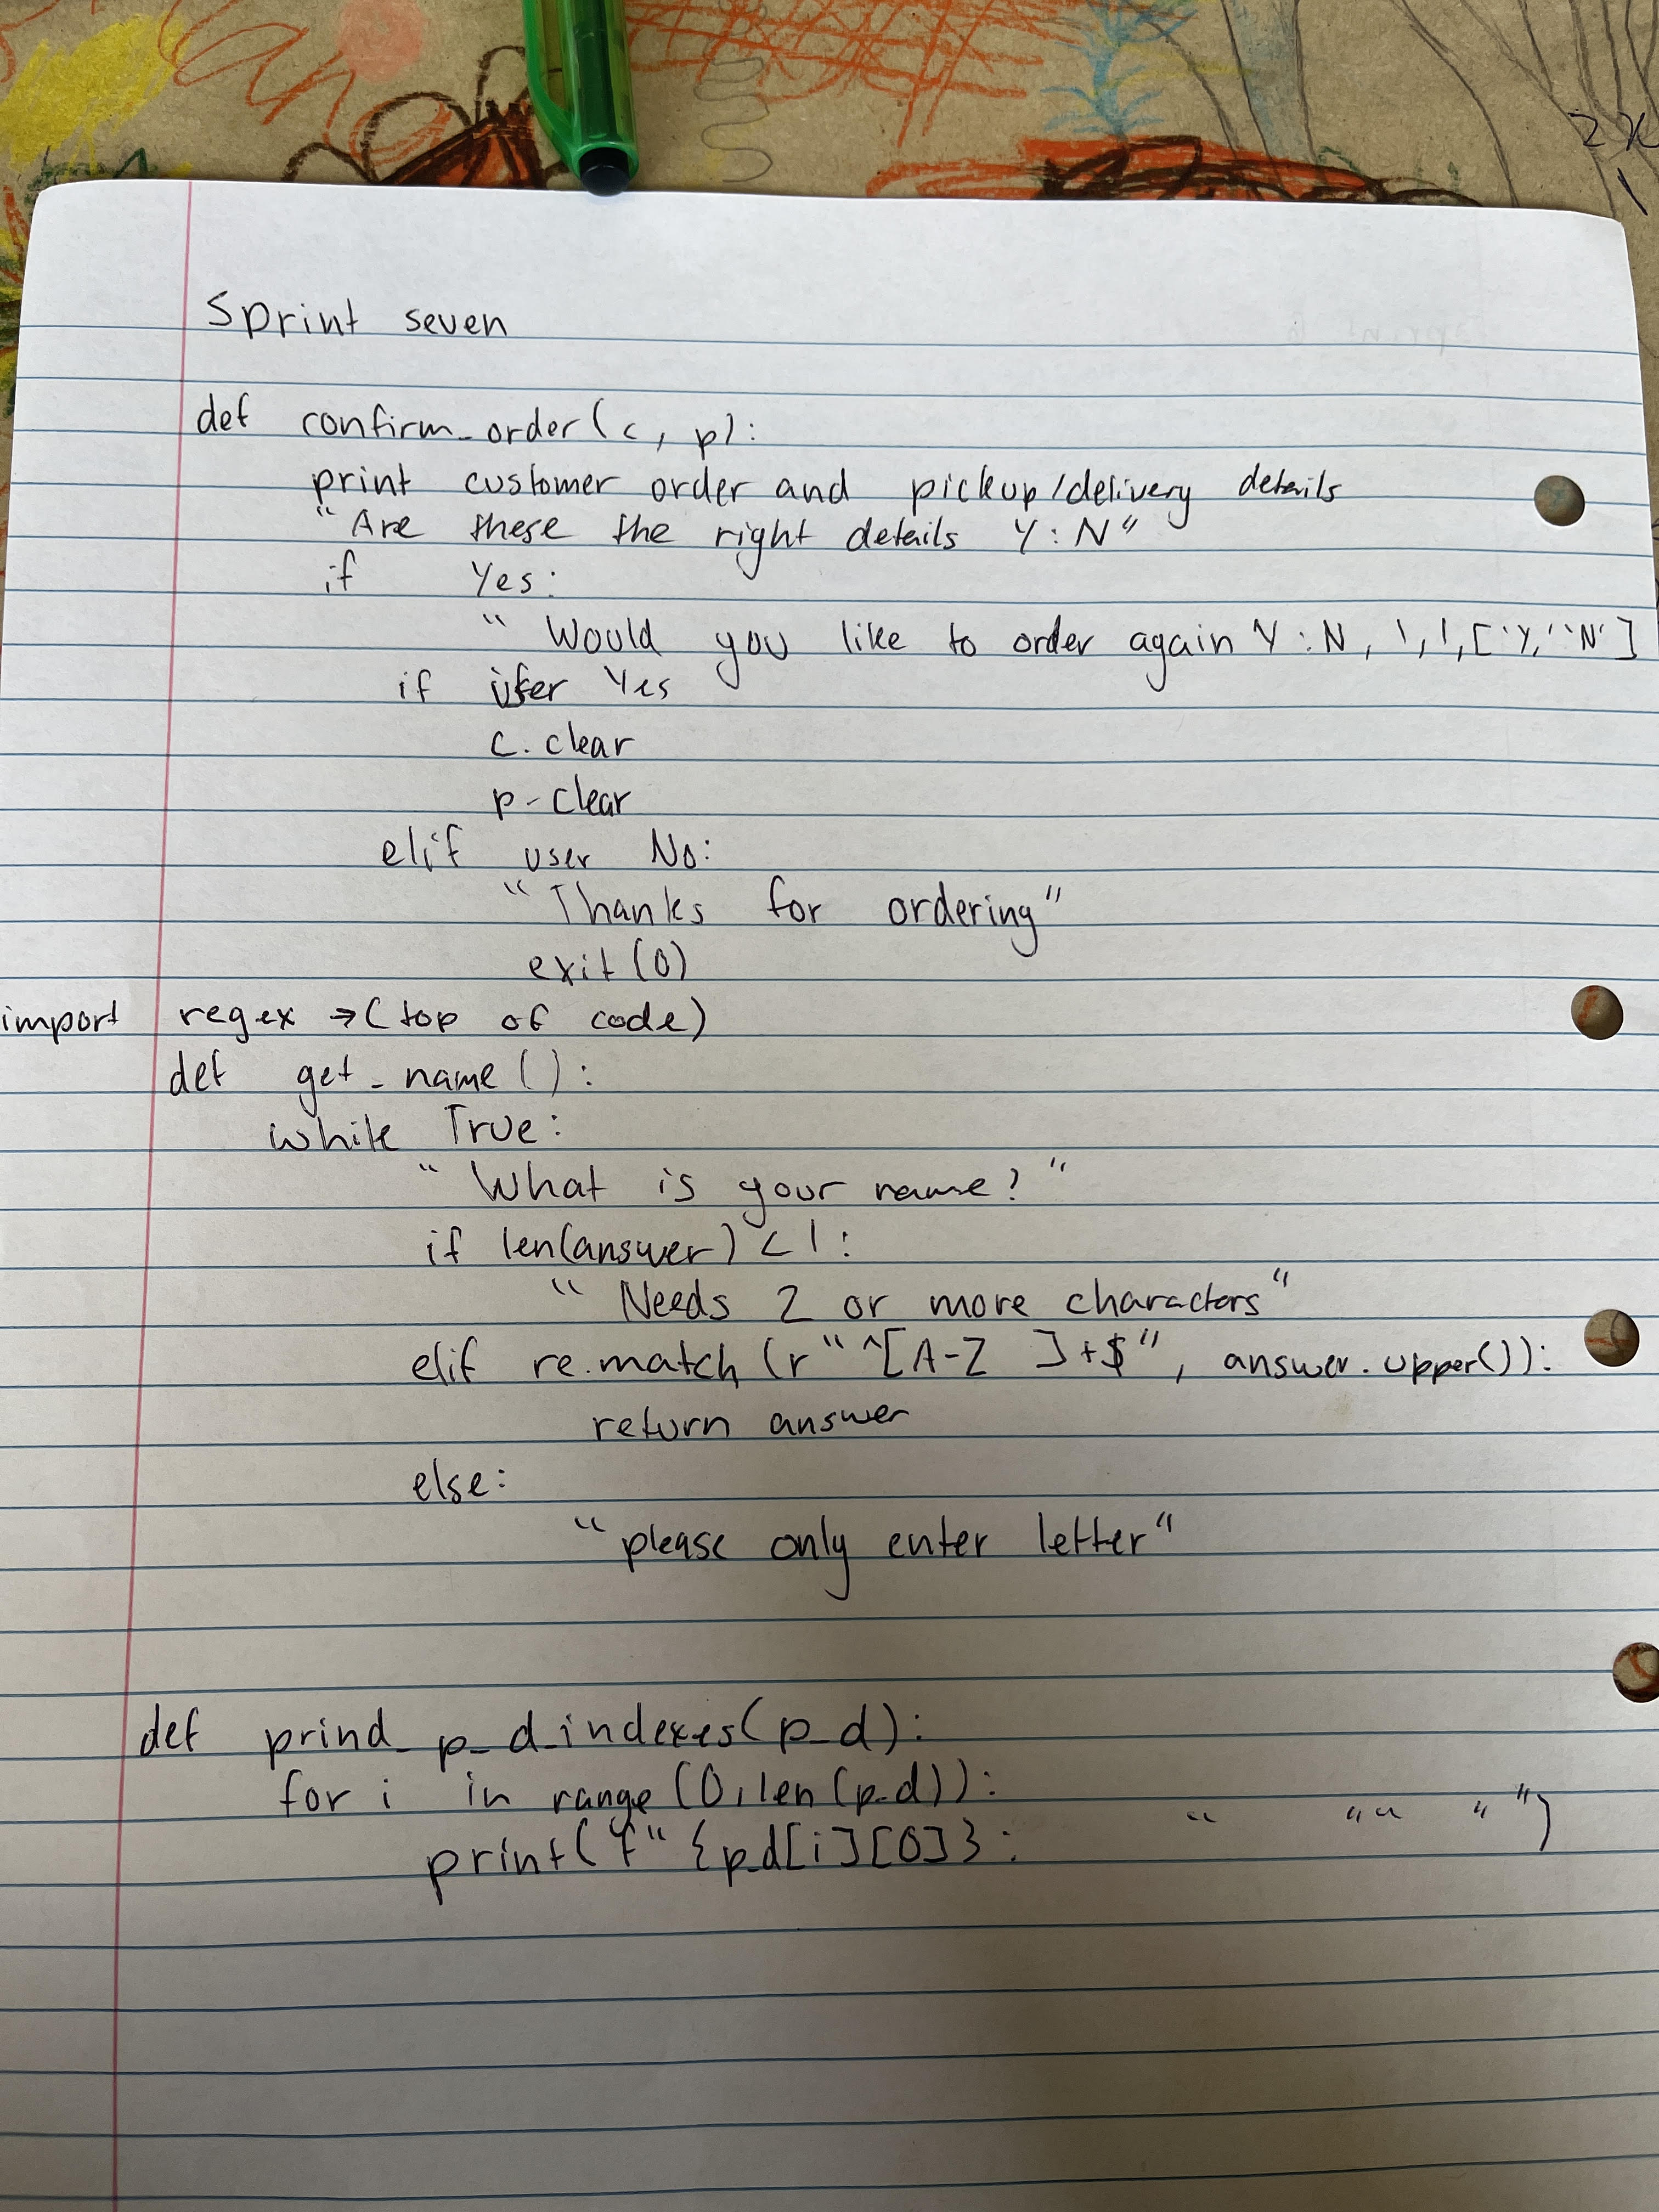 Sprint seven
def confirm_order(c, p):
print customer order and pickup/delivery details
"Are these the right details Y:N"
if Yes:
"Would you like to order again Y:N, 1,1,['Y,''N']
if user Yes
c.clear
p-clear
elif user No:
"Thanks for ordering"
exit(0)
import regex →(top of code)
def get_name():
while True:
"What is your name?"
if len(answer) < 1:
"Needs 2 or more characters"
elif re.match(r"^[A-Z ]+$", answer.upper()):
return answer
else:
"please only enter letter"
def prind_p_d_indexes(p_d):
for i in range(0,len(p_d)):
print(f"{p_d[i][0]}: " "" "")
2x
1